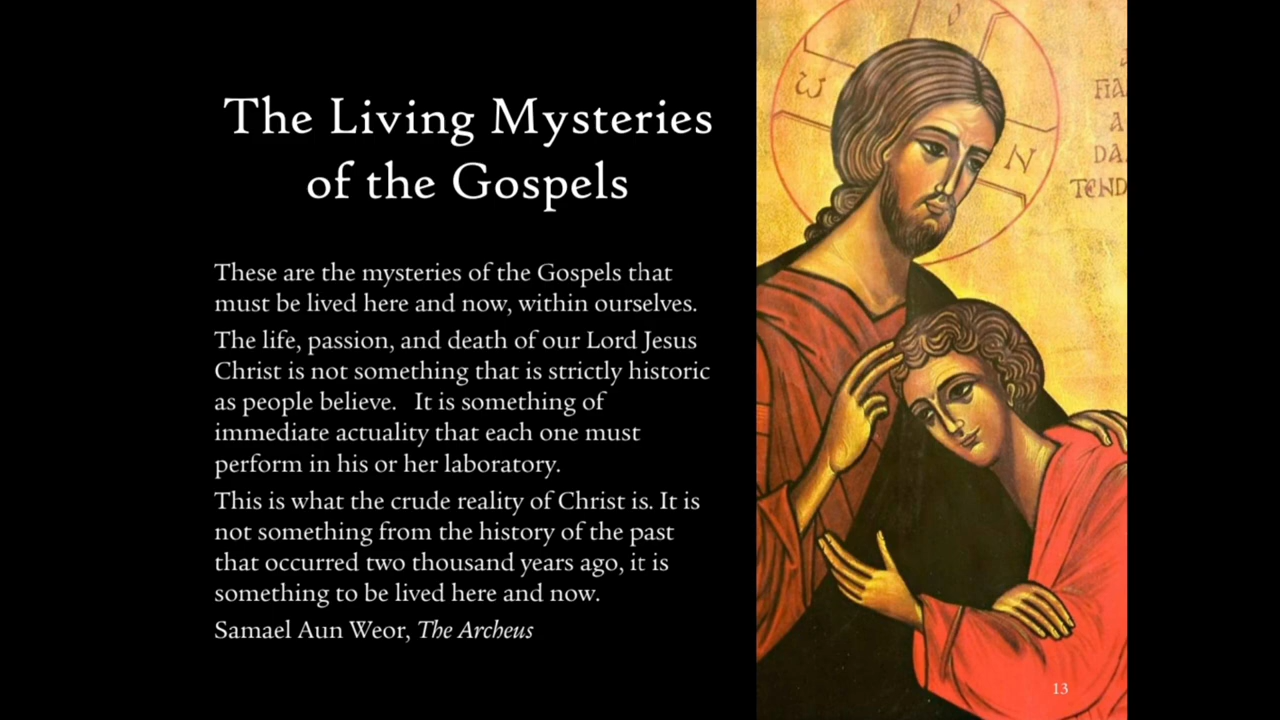 The Living Mysteries
of the Gospels
These are the mysteries of the Gospels that
must be lived here and now, within ourselves.
The life, passion, and death of our Lord Jesus
Christ is not something that is strictly historic
as people believe.   It is something of
immediate actuality that each one must
perform in his or her laboratory.
This is what the crude reality of Christ is. It is
not something from the history of the past
that occurred two thousand years ago, it is
something to be lived here and now.
Samael Aun Weor, The Archeus
ω Ν
DA
TEND
13